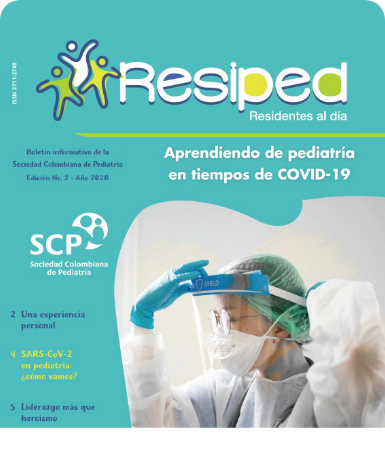 ISSN: 2711-2748
Resiped
Residentes al día
Boletín informativo de la
Sociedad Colombiana de Pediatría
Edición No. 2 - Año 2020
Aprendiendo de pediatría
en tiempos de COVID-19
SCP
Sociedad Colombiana
de Pediatría
SHIELD
2 Una experiencia
personal
4 SARS-CoV-2
en pediatría:
¿cómo vamos?
5 Liderazgo más que
heroísmo